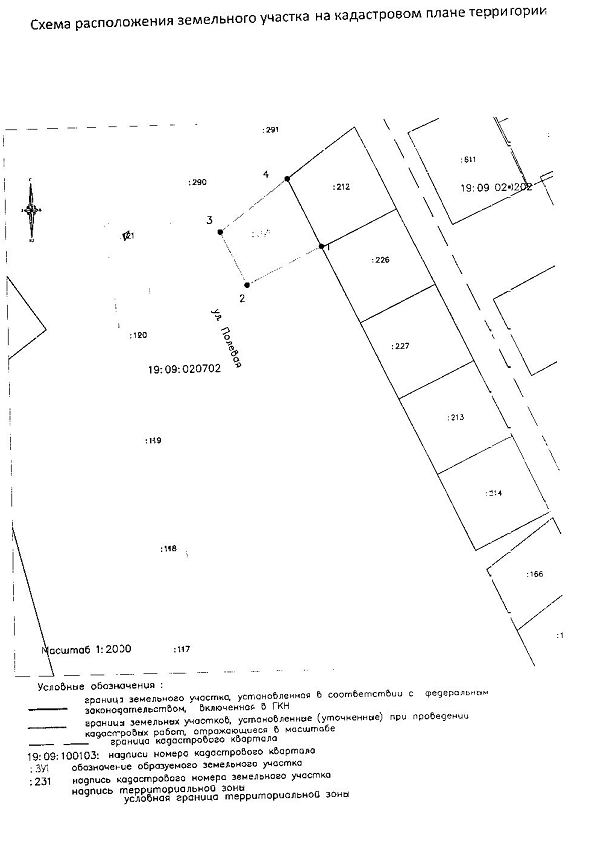 Схема расположения земельного участка на кадастровом плане территории
:291
4
:212
:290
:611
19:09 020202
3
1
:226
2
ул. Полевая
:120
:227
19:09:020702
:213
:119
:214
:118
:166
Масштаб 1:2000
:117
:1
Условные обозначения :
граница земельного участка, установленная в соответствии с федеральным
законодательством, включенная в ГКН
границы земельных участков, установленные (уточненные) при проведении
кадастровых работ, отражающиеся в масштабе
граница кадастрового квартала
19:09:100103: надписи номера кадастрового квартала
:ЗУ1 обозначение образуемого земельного участка
:231 надпись кадастрового номера земельного участка
надпись территориальной зоны
условная граница территориальной зоны